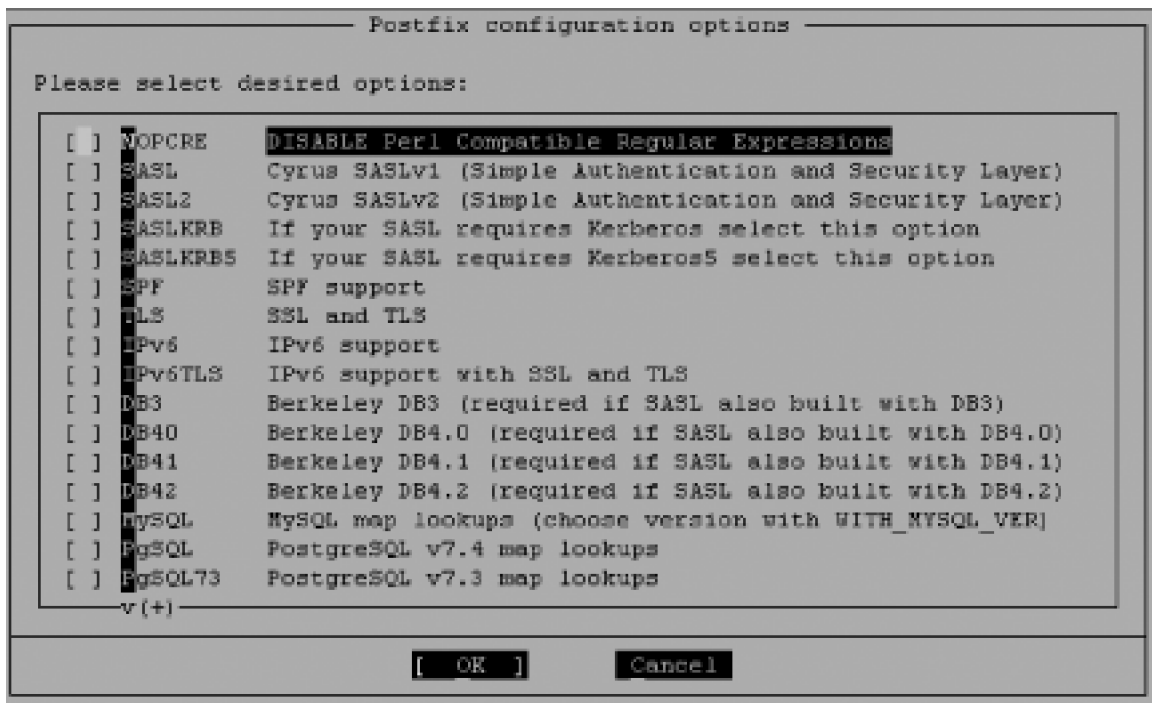 Postfix configuration options
Please select desired options:
[ ] NOPCRE DISABLE Perl Compatible Regular Expressions
[ ] SASL Cyrus SASLv1 (Simple Authentication and Security Layer)
[ ] SASL2 Cyrus SASLv2 (Simple Authentication and Security Layer)
[ ] SASLKRB If your SASL requires Kerberos select this option
[ ] SASLKRB5 If your SASL requires Kerberos5 select this option
[ ] SPF SPF support
[ ] TLS SSL and TLS
[ ] IPv6 IPv6 support
[ ] IPv6TLS IPv6 support with SSL and TLS
[ ] DB3 Berkeley DB3 (required if SASL also built with DB3)
[ ] DB40 Berkeley DB4.0 (required if SASL also built with DB4.0)
[ ] DB41 Berkeley DB4.1 (required if SASL also built with DB4.1)
[ ] DB42 Berkeley DB4.2 (required if SASL also built with DB4.2)
[ ] MySQL MySQL map lookups (choose version with WITH_MYSQL_VER]
[ ] PgSQL PostgreSQL v7.4 map lookups
[ ] PgSQL73 PostgreSQL v7.3 map lookups
v(+)
[ OK ] Cancel